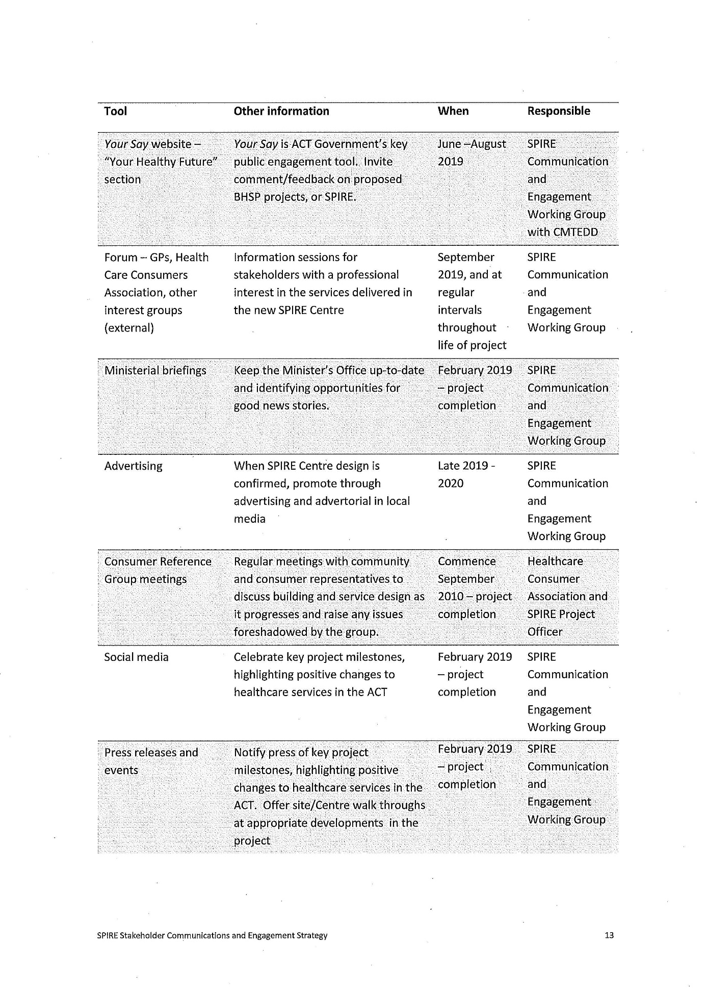 Tool Other information When Responsible
Your Say website – Your Say is ACT Government's key June –August SPIRE
"Your Healthy Future" public engagement tool.  Invite 2019 Communication
section comment/feedback on proposed and
BHSP projects, or SPIRE. Engagement
Working Group
with CMTEDD
Forum – GPs, Health Information sessions for September SPIRE
Care Consumers stakeholders with a professional 2019, and at Communication
Association, other interest in the services delivered in regular and
interest groups the new SPIRE Centre intervals Engagement
(external) throughout Working Group
life of project
Ministerial briefings Keep the Minister's Office up-to-date February 2019 SPIRE
and identifying opportunities for – project Communication
good news stories. completion and
Engagement
Working Group
Advertising When SPIRE Centre design is Late 2019 - SPIRE
confirmed, promote through 2020 Communication
advertising and advertorial in local and
media Engagement
Working Group
Consumer Reference Regular meetings with community Commence Healthcare
Group meetings and consumer representatives to September Consumer
discuss building and service design as 2010 – project Association and
it progresses and raise any issues completion SPIRE Project
foreshadowed by the group. Officer
Social media Celebrate key project milestones, February 2019 SPIRE
highlighting positive changes to – project Communication
healthcare services in the ACT completion and
Engagement
Working Group
Press releases and Notify press of key project February 2019 SPIRE
events milestones, highlighting positive – project Communication
changes to healthcare services in the completion and
ACT.  Offer site/Centre walk throughs Engagement
at appropriate developments  in the Working Group
project
SPIRE Stakeholder Communications and Engagement Strategy 13